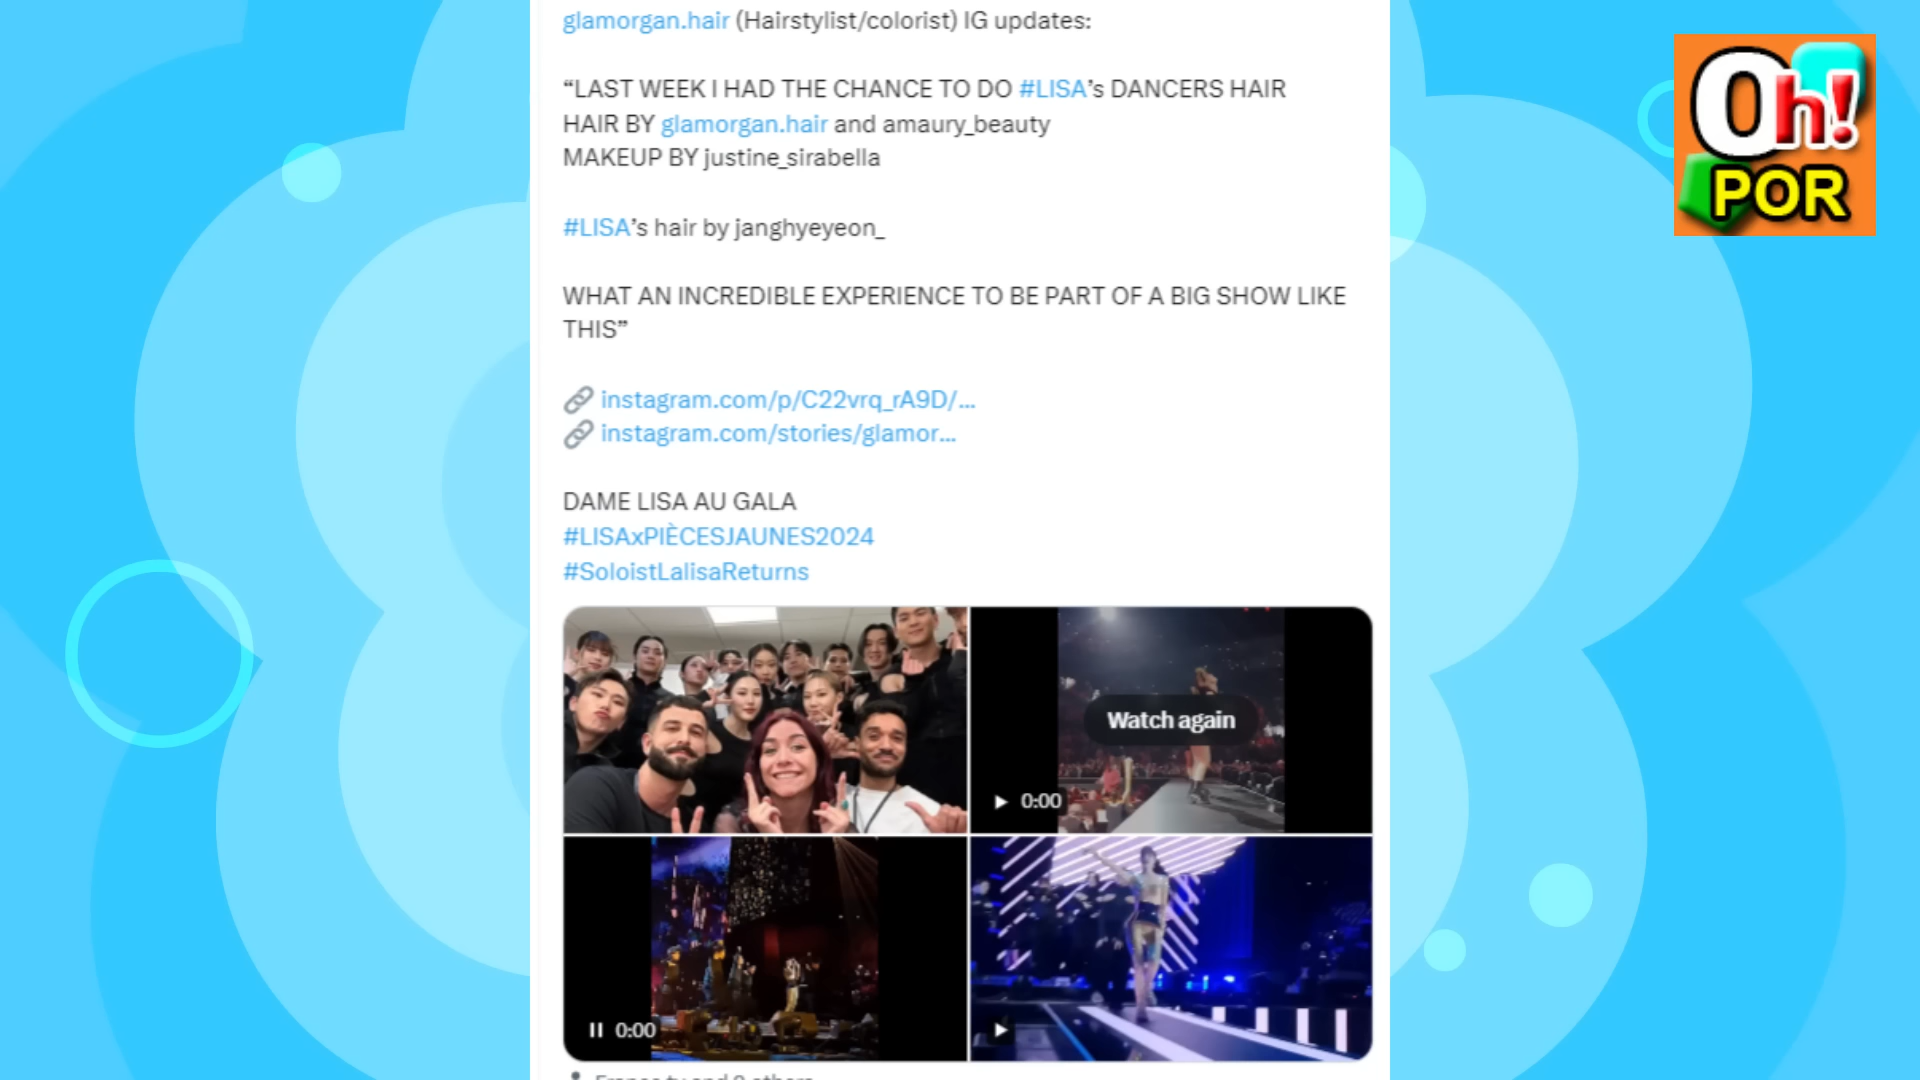 glamorgan.hair (Hairstylist/colorist) IG updates:
“LAST WEEK I HAD THE CHANCE TO DO #LISA’s DANCERS HAIR
HAIR BY glamorgan.hair and amaury_beauty
MAKEUP BY justine_sirabella
#LISA’s hair by janghyeyeon_
WHAT AN INCREDIBLE EXPERIENCE TO BE PART OF A BIG SHOW LIKE
THIS”
instagram.com/p/C22vrq_rA9D/...
instagram.com/stories/glamor...
DAME LISA AU GALA
#LISAxPIÈCESJAUNES2024
#SoloistLalisaReturns
Watch again
0:00
0:00
Oh!
POR